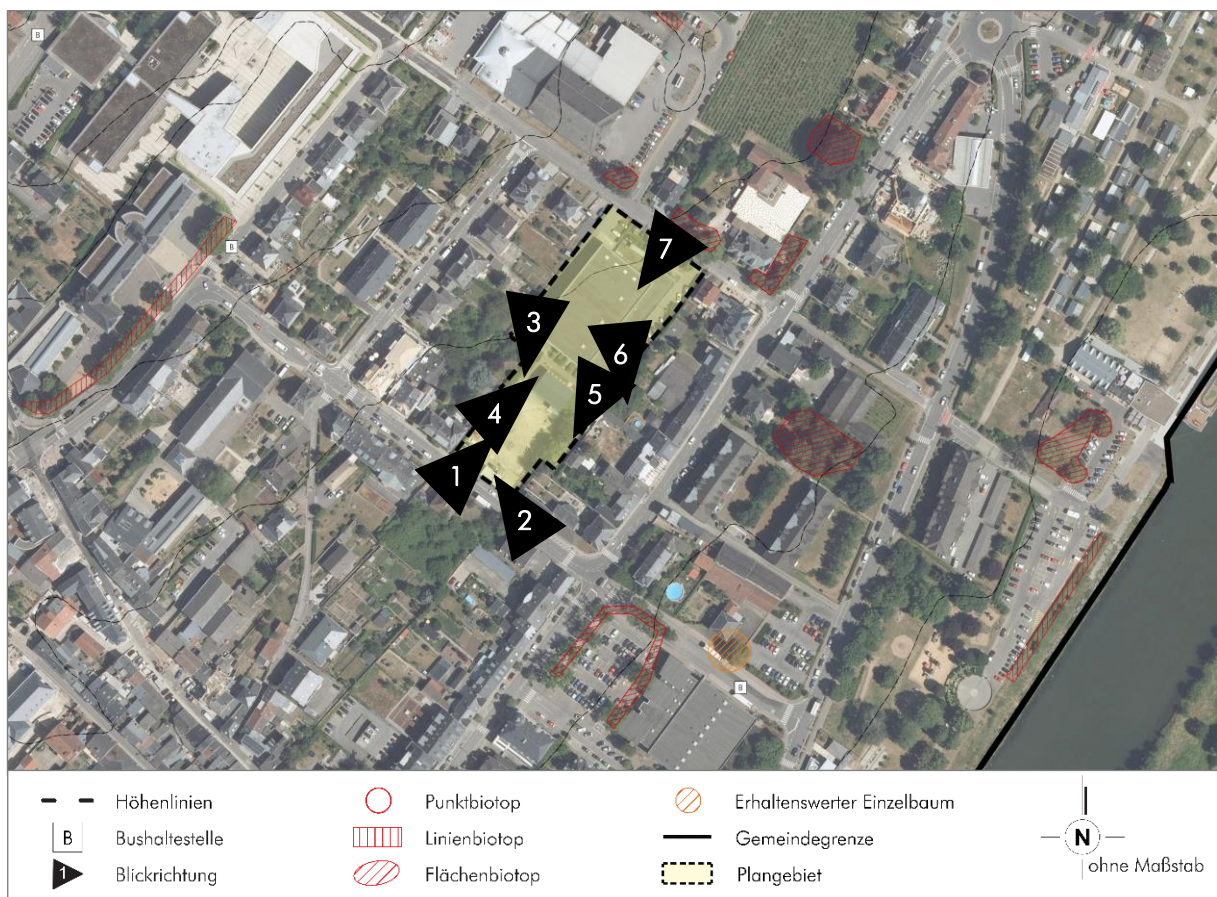 B
B
7
3
6
5
4
1
2
B
Höhenlinien
Punktbiotop
Erhaltenswerter Einzelbaum
B Bushaltestelle
Linienbiotop
Gemeindegrenze
N
1 Blickrichtung
Flächenbiotop
Plangebiet
ohne Maßstab